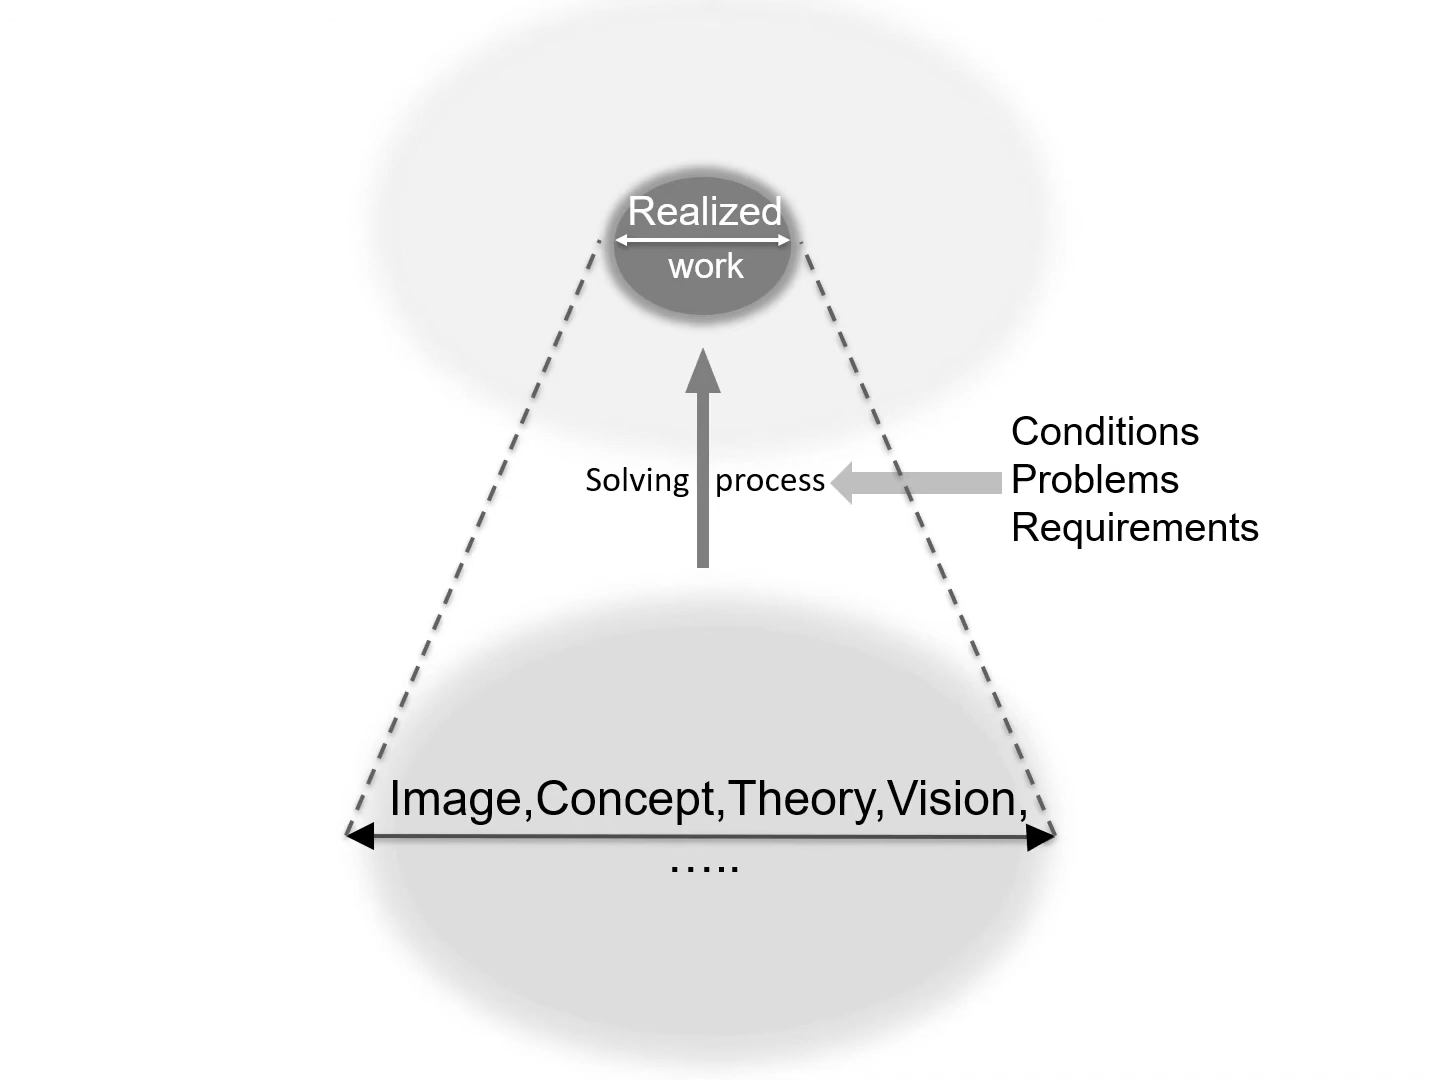 Realized
work
Solving process
Conditions
Problems
Requirements
Image,Concept,Theory,Vision,
…..